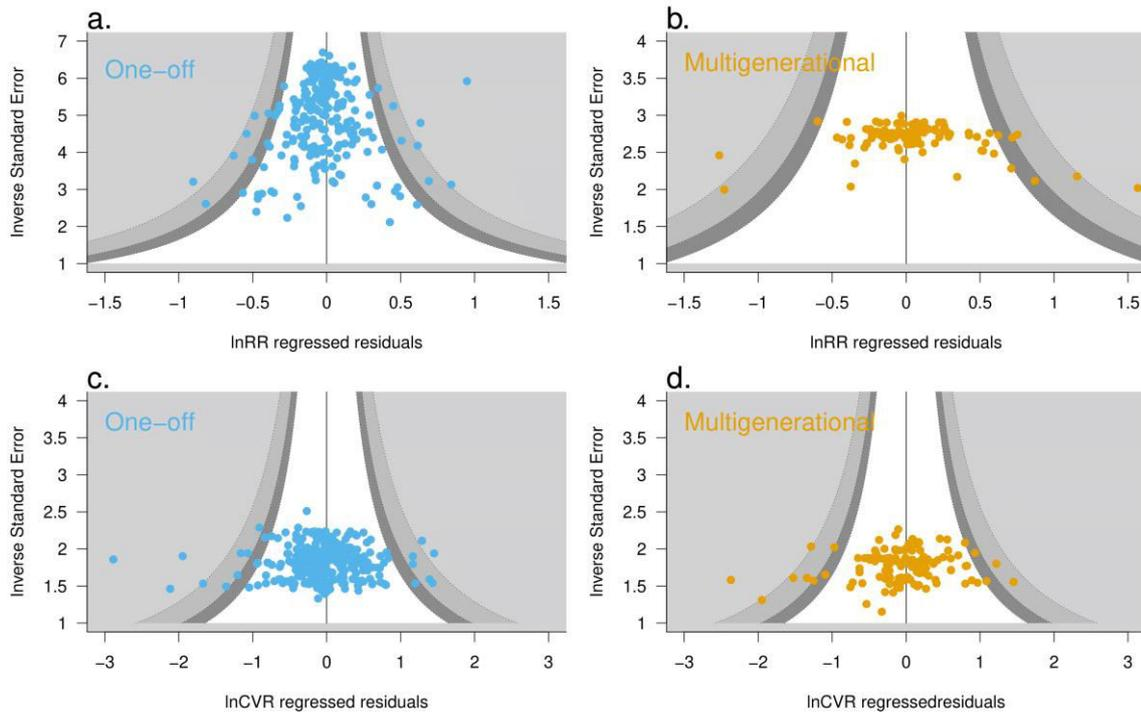 a.
One−off
Inverse Standard Error
7
6
5
4
3
2
1
−1.5 −1 −0.5 0 0.5 1 1.5
lnRR regressed residuals
b.
Multigenerational
Inverse Standard Error
4
3.5
3
2.5
2
1.5
1
−1.5 −1 −0.5 0 0.5 1 1.5
lnRR regressed residuals
c.
One−off
Inverse Standard Error
4
3.5
3
2.5
2
1.5
1
−3 −2 −1 0 1 2 3
lnCVR regressed residuals
d.
Multigenerational
Inverse Standard Error
4
3.5
3
2.5
2
1.5
1
−3 −2 −1 0 1 2 3
lnCVR regressedresiduals